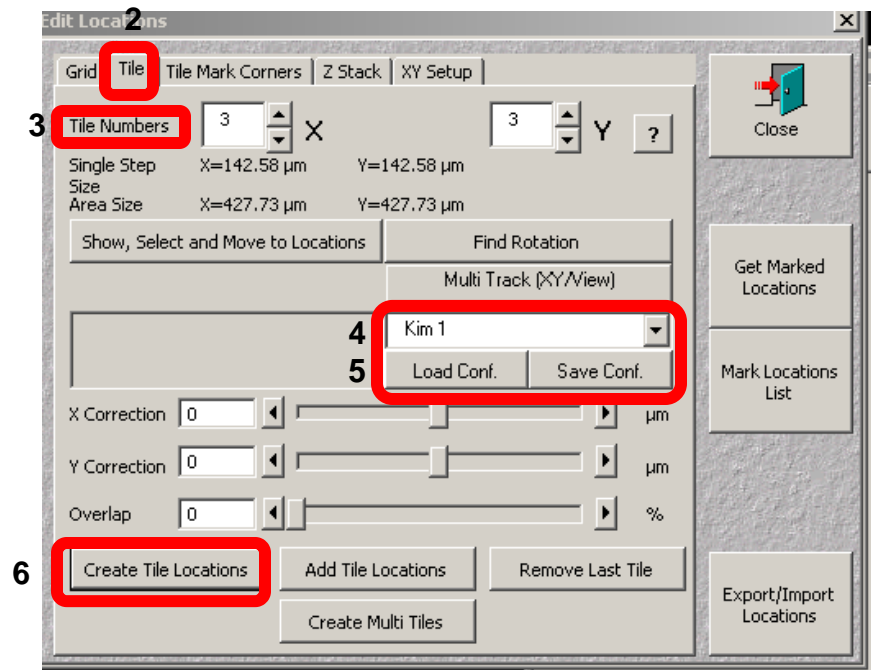 Edit Locations
2
Grid Tile Tile Mark Corners Z Stack XY Setup
3 Tile Numbers 3 X 3 Y ?
Single Step Size X=142.58 µm Y=142.58 µm
Area Size X=427.73 µm Y=427.73 µm
Show, Select and Move to Locations Find Rotation
Multi Track (XY/View)
4 Kim 1
5 Load Conf. Save Conf.
X Correction 0 µm
Y Correction 0 µm
Overlap 0 %
6 Create Tile Locations Add Tile Locations Remove Last Tile
Create Multi Tiles
Close
Get Marked
Locations
Mark Locations
List
Export/Import
Locations